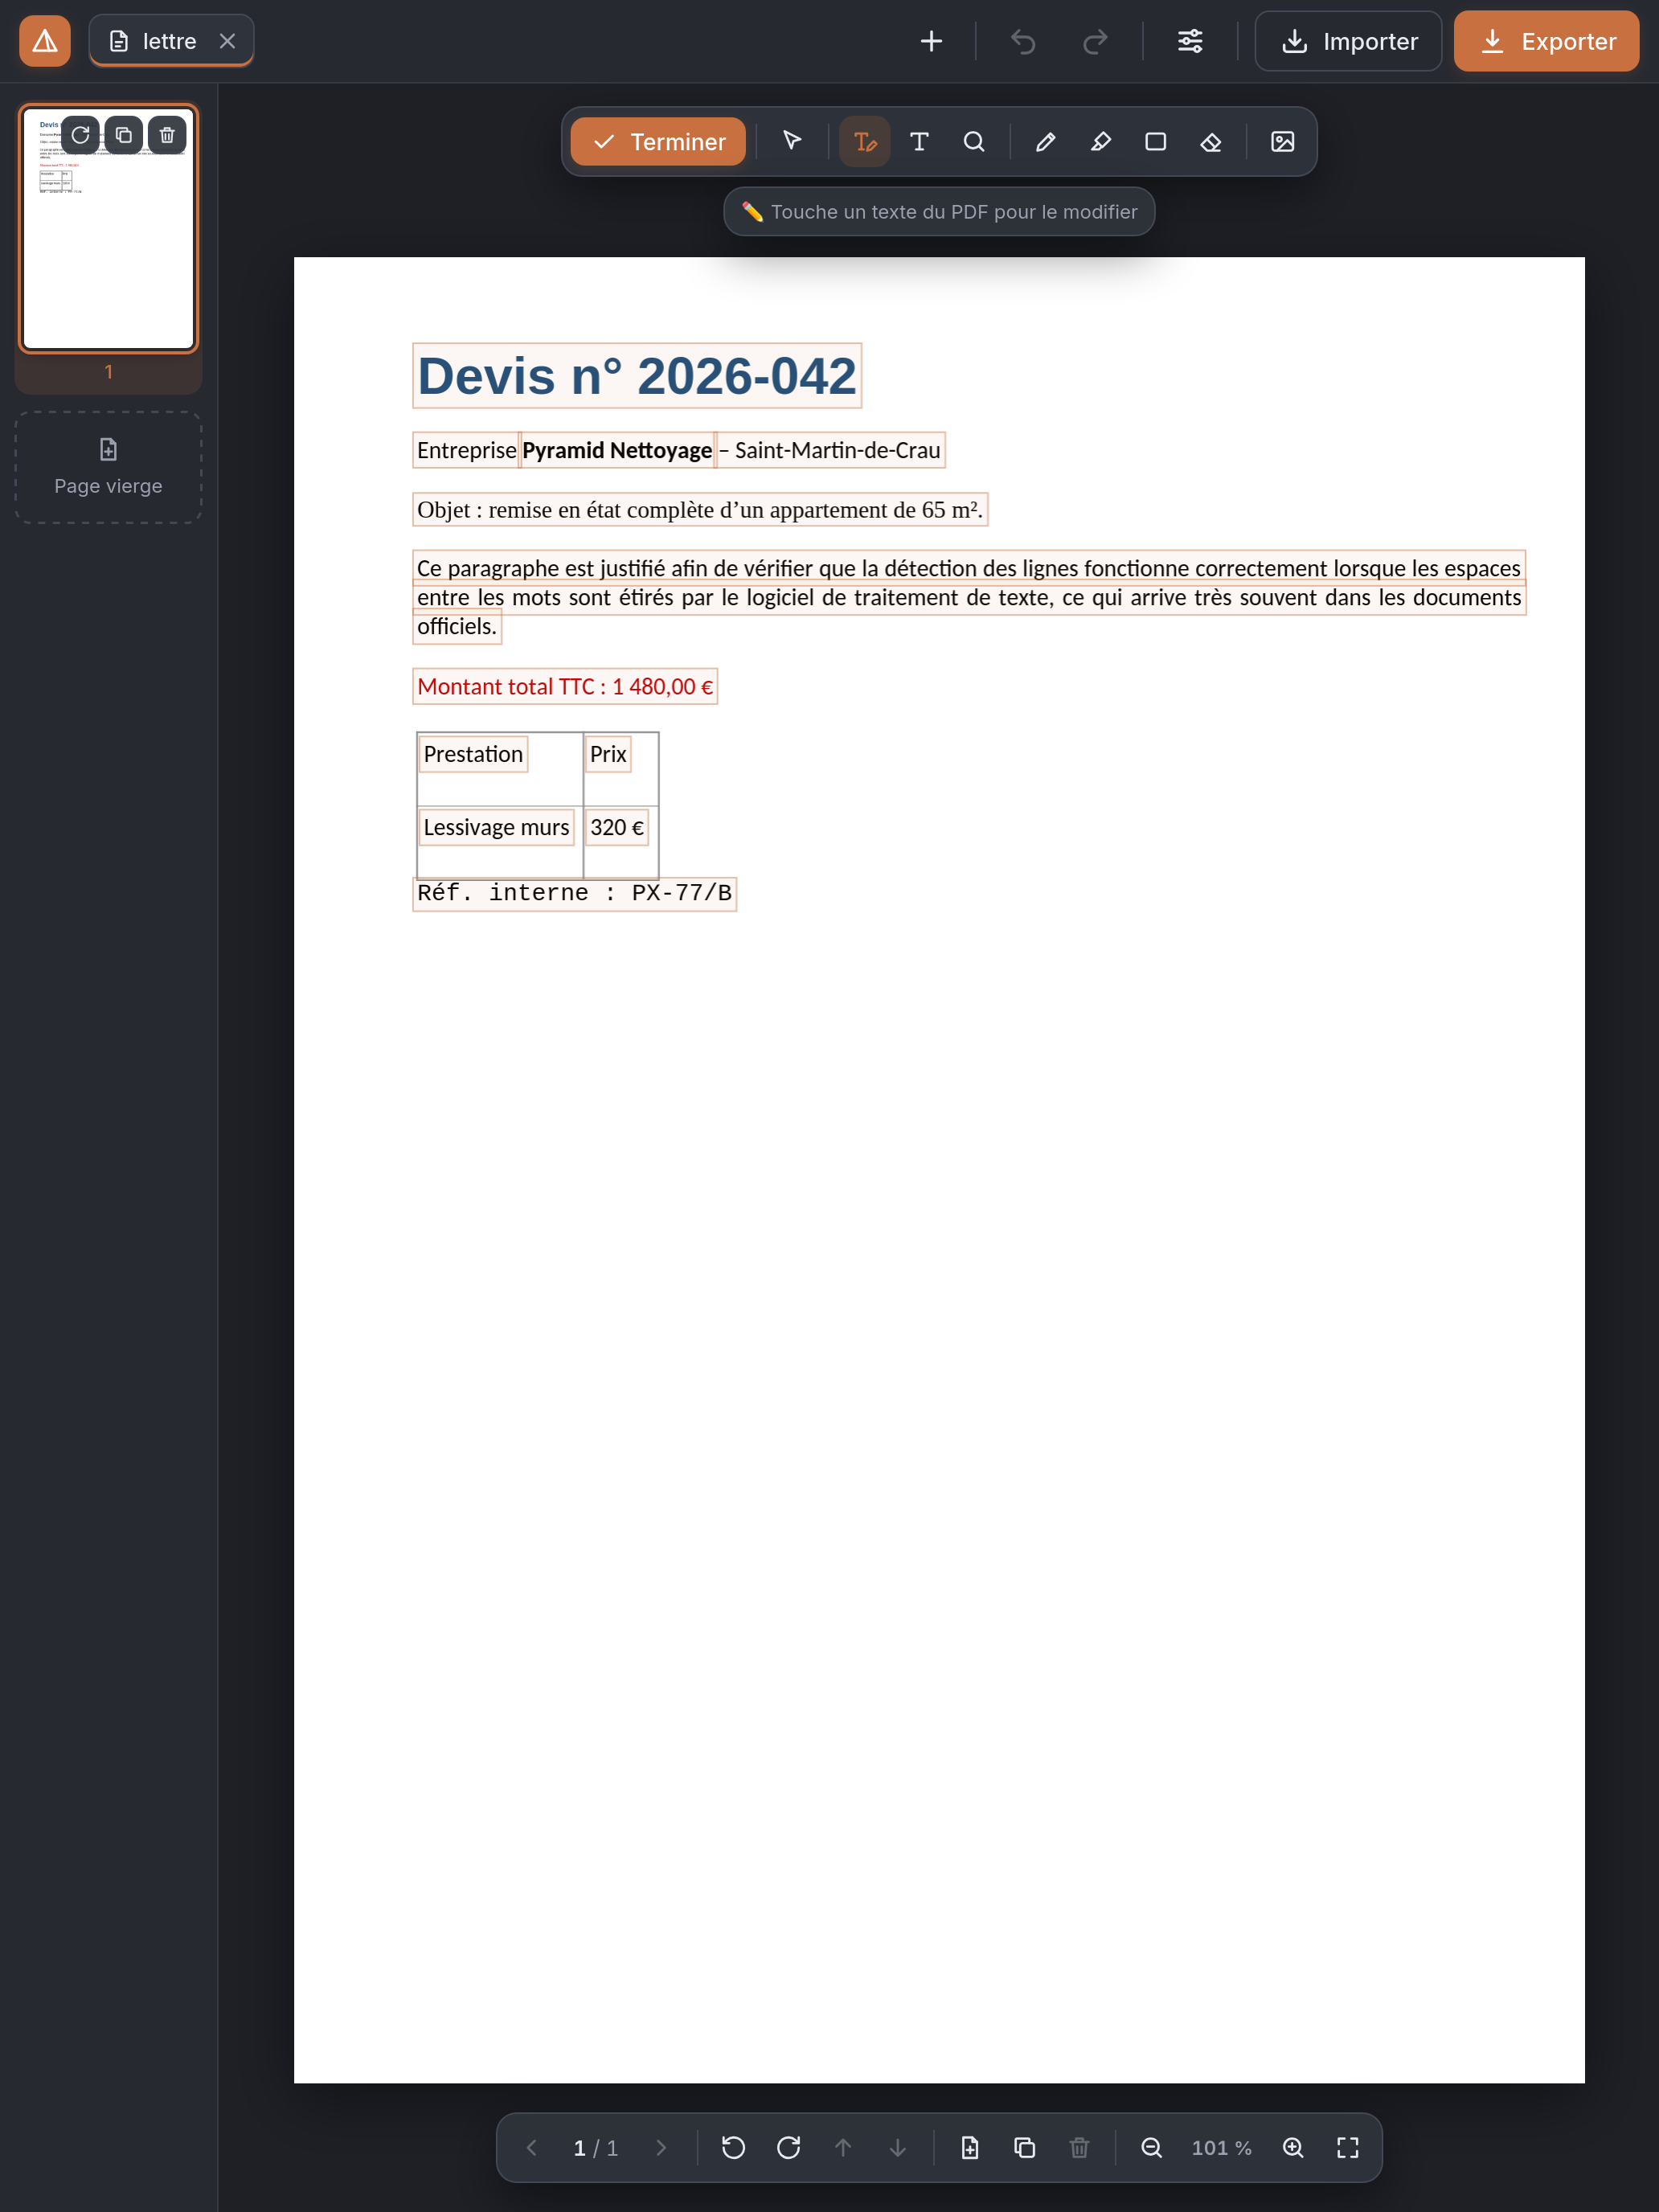 lettre
Importer
Exporter
Terminer
✏️ Touche un texte du PDF pour le modifier
1
Page vierge
Devis n° 2026-042
Entreprise Pyramid Nettoyage – Saint-Martin-de-Crau
Objet : remise en état complète d’un appartement de 65 m².
Ce paragraphe est justifié afin de vérifier que la détection des lignes fonctionne correctement lorsque les espaces
entre les mots sont étirés par le logiciel de traitement de texte, ce qui arrive très souvent dans les documents
officiels.
Montant total TTC : 1 480,00 €
Prestation Prix
Lessivage murs 320 €
Réf. interne : PX-77/B
1 / 1
101 %